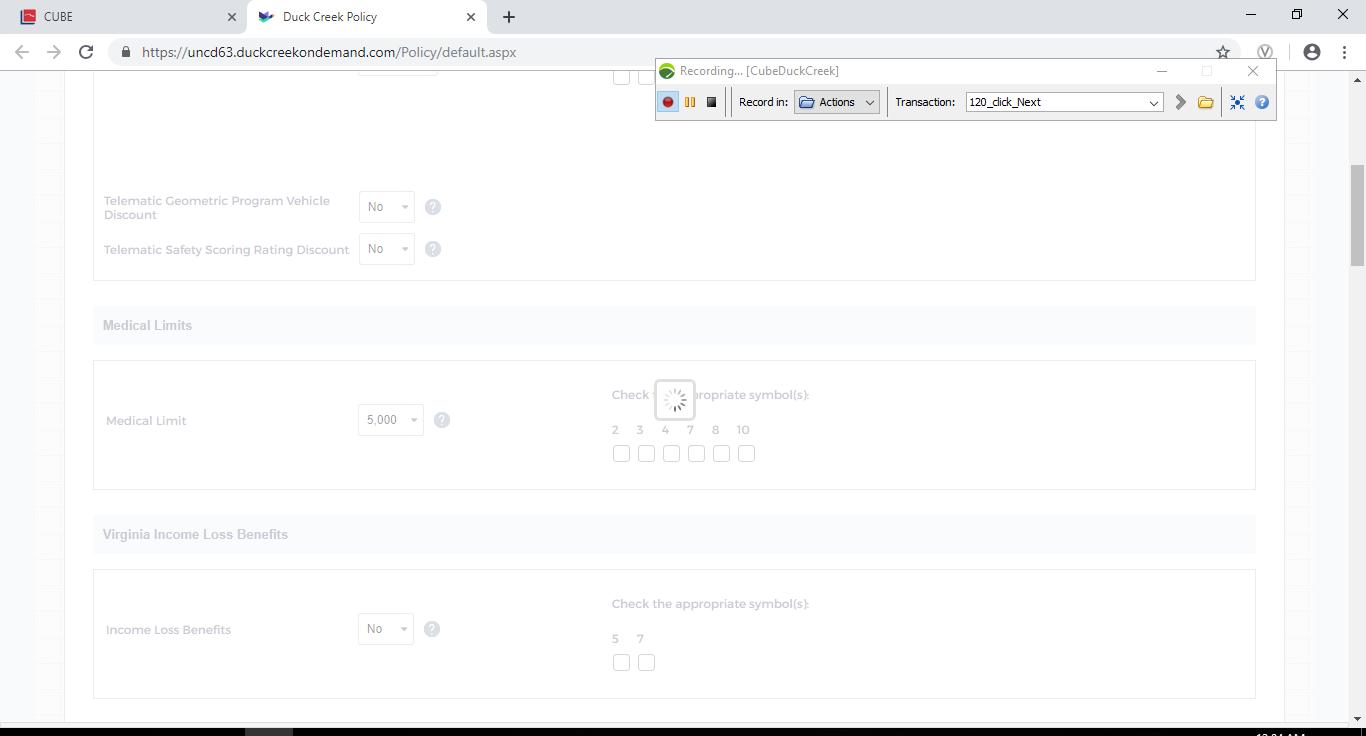 CUBE
Duck Creek Policy
https://uncd63.duckcreekondemand.com/Policy/default.aspx
Recording... [CubeDuckCreek]
Record in: Actions Transaction: 120_click_Next
Telematic Geometric Program Vehicle
Discount
No
Telematic Safety Scoring Rating Discount No
Medical Limits
Check
ropriate symbol(s):
Medical Limit 5,000
2 3 4 7 8 10
Virginia Income Loss Benefits
Check the appropriate symbol(s):
Income Loss Benefits No
5 7